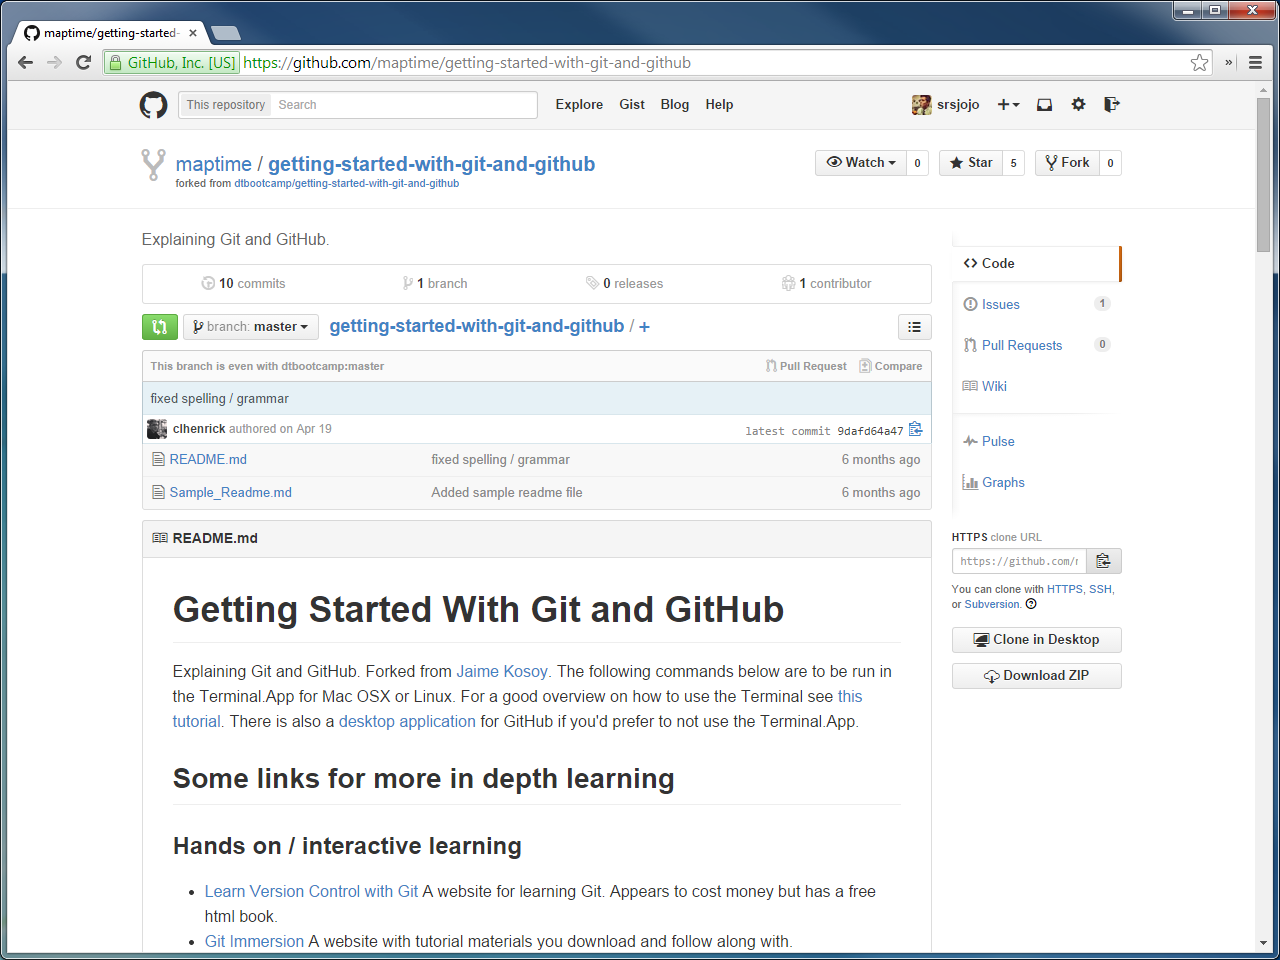 maptime/getting-started-
GitHub, Inc. [US] https://github.com/maptime/getting-started-with-git-and-github
This repository Search Explore Gist Blog Help srsjojo
maptime / getting-started-with-git-and-github
forked from dtbootcamp/getting-started-with-git-and-github
Watch 0 Star 5 Fork 0
Explaining Git and GitHub.
10 commits 1 branch 0 releases 1 contributor
branch: master getting-started-with-git-and-github / +
This branch is even with dtbootcamp:master Pull Request Compare
fixed spelling / grammar
clhenrick authored on Apr 19 latest commit 9dafd64a47
README.md fixed spelling / grammar 6 months ago
Sample_Readme.md Added sample readme file 6 months ago
README.md
Getting Started With Git and GitHub
Explaining Git and GitHub. Forked from Jaime Kosoy. The following commands below are to be run in
the Terminal.App for Mac OSX or Linux. For a good overview on how to use the Terminal see this
tutorial. There is also a desktop application for GitHub if you'd prefer to not use the Terminal.App.
Some links for more in depth learning
Hands on / interactive learning
• Learn Version Control with Git A website for learning Git. Appears to cost money but has a free
html book.
• Git Immersion A website with tutorial materials you download and follow along with.
Code
Issues 1
Pull Requests 0
Wiki
Pulse
Graphs
HTTPS clone URL
https://github.com/
You can clone with HTTPS, SSH,
or Subversion.
Clone in Desktop
Download ZIP